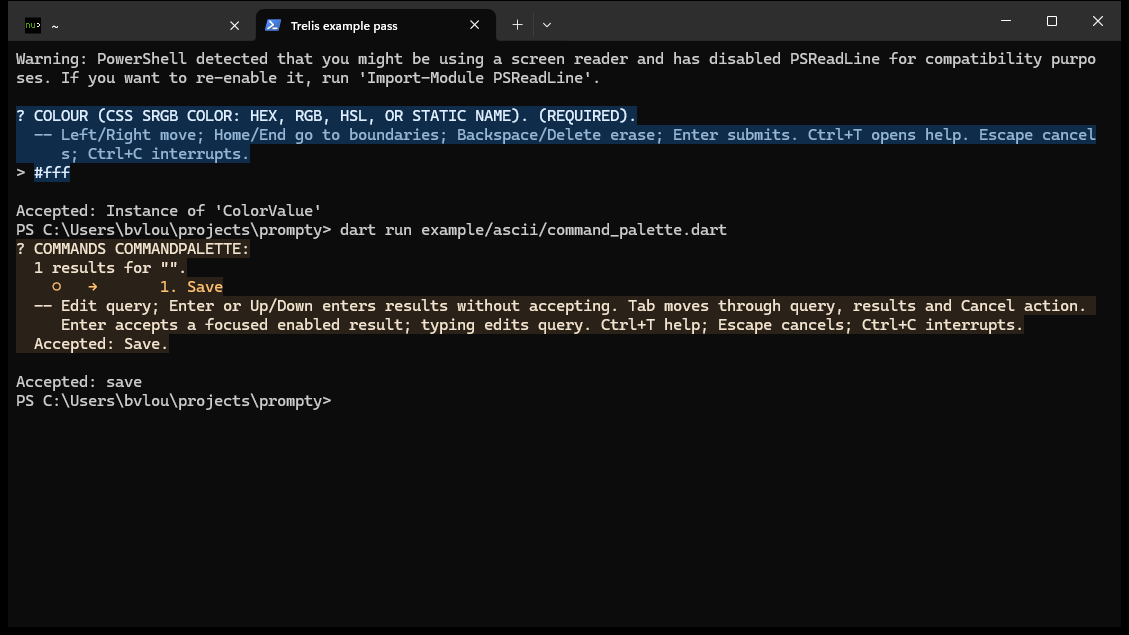 ~
Trelis example pass
Warning: PowerShell detected that you might be using a screen reader and has disabled PSReadLine for compatibility purpo
ses. If you want to re-enable it, run 'Import-Module PSReadLine'.
? COLOUR (CSS SRGB COLOR: HEX, RGB, HSL, OR STATIC NAME). (REQUIRED).
-- Left/Right move; Home/End go to boundaries; Backspace/Delete erase; Enter submits. Ctrl+T opens help. Escape cancel
s; Ctrl+C interrupts.
> #fff
Accepted: Instance of 'ColorValue'
PS C:\Users\bvlou\projects\prompty> dart run example/ascii/command_palette.dart
? COMMANDS COMMANDPALETTE:
1 results for "".
○ → 1. Save
-- Edit query; Enter or Up/Down enters results without accepting. Tab moves through query, results and Cancel action.
Enter accepts a focused enabled result; typing edits query. Ctrl+T help; Escape cancels; Ctrl+C interrupts.
Accepted: Save.
Accepted: save
PS C:\Users\bvlou\projects\prompty>